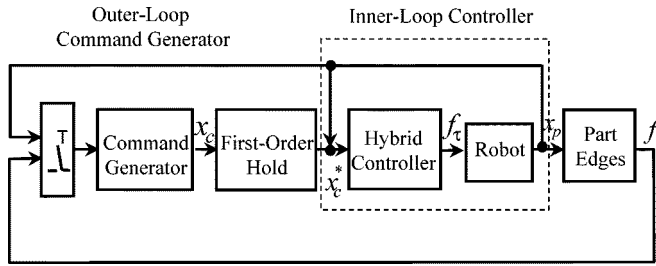 Outer-Loop
Command Generator
Inner-Loop Controller
T
Command
Generator
x_c
First-Order
Hold
x_c^*
Hybrid
Controller
f_τ
Robot
x_p
Part
Edges
f